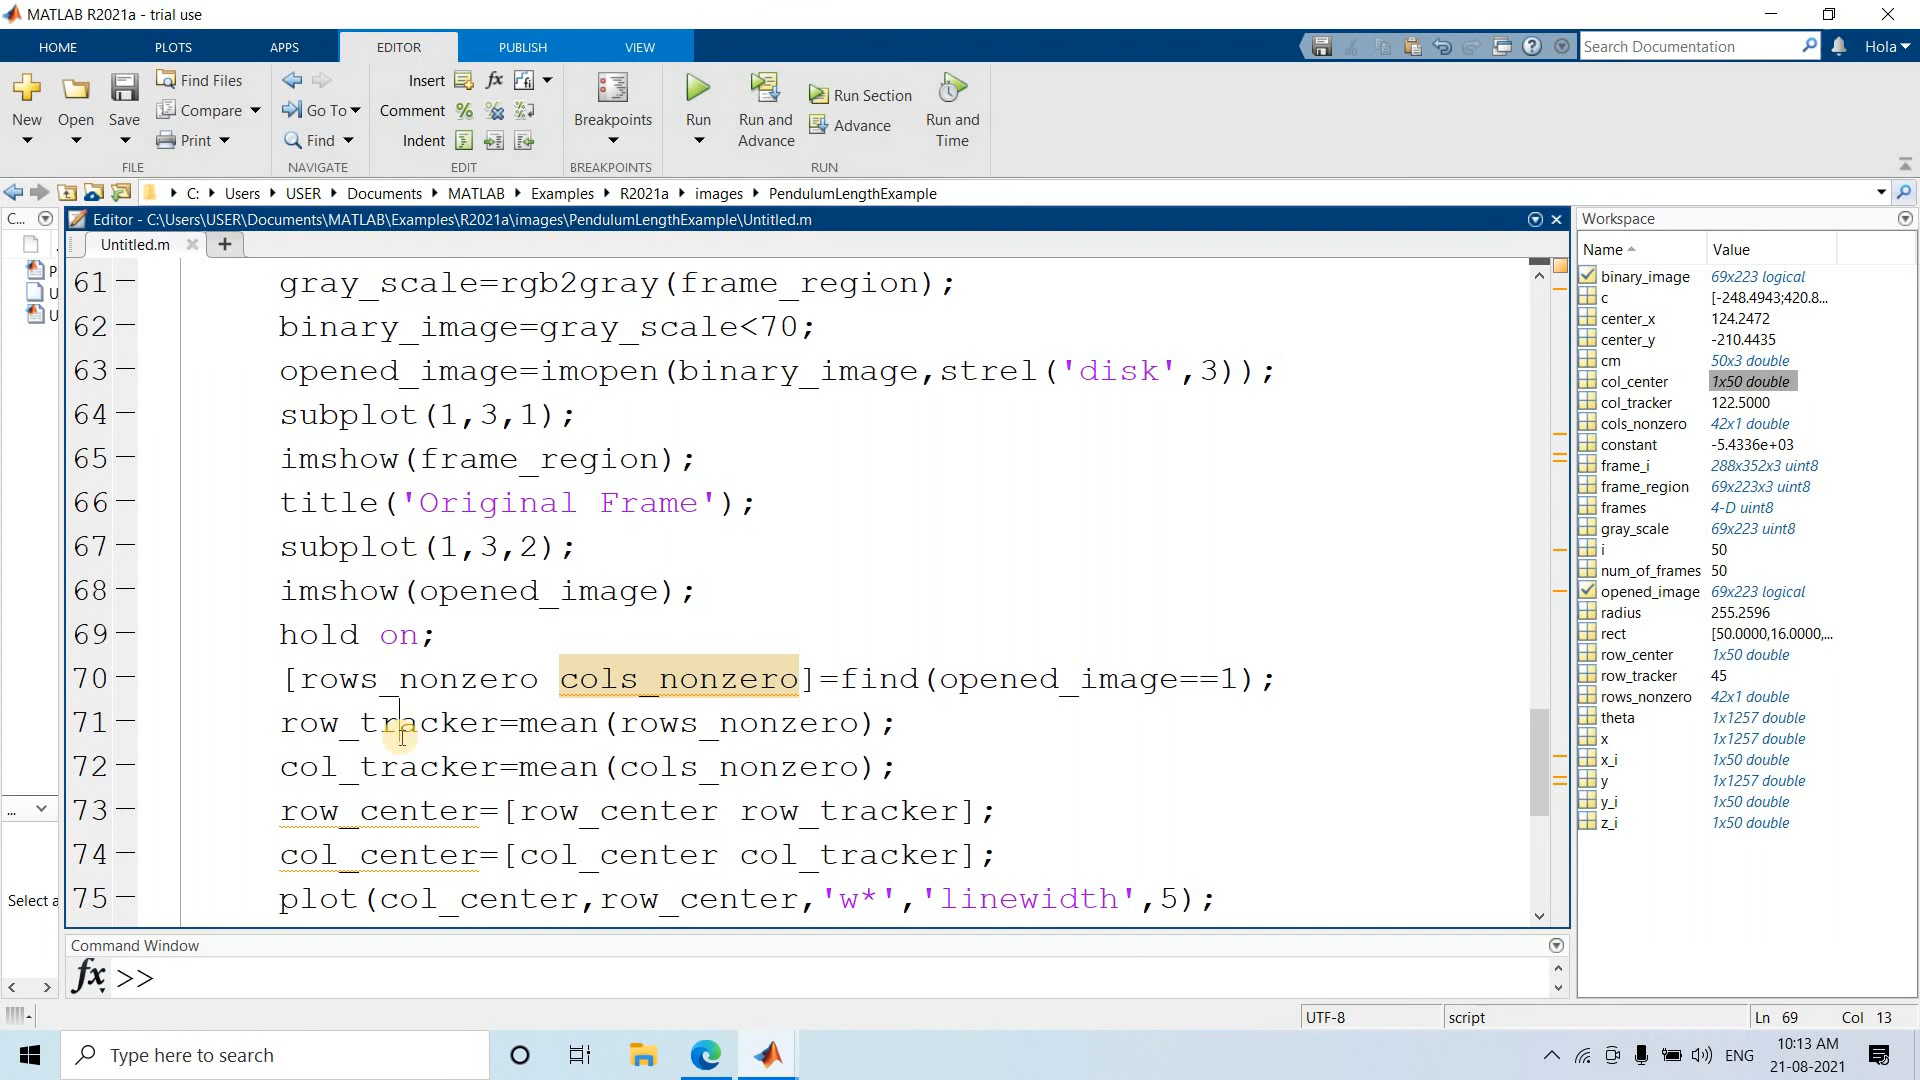 MATLAB R2021a - trial use
HOME PLOTS APPS EDITOR PUBLISH VIEW
Search Documentation
Hola
New Open Save
Find Files
Compare
Print
FILE
Go To
Find
NAVIGATE
Insert fx
Comment
Indent
EDIT
Breakpoints
BREAKPOINTS
Run
Run and Advance
Run Section
Advance
Run and Time
RUN
C: Users USER Documents MATLAB Examples R2021a images PendulumLengthExample
C...
Editor - C:\Users\USER\Documents\MATLAB\Examples\R2021a\images\PendulumLengthExample\Untitled.m
Untitled.m
P
U
U
61 gray_scale=rgb2gray(frame_region);
62 binary_image=gray_scale<70;
63 opened_image=imopen(binary_image,strel('disk',3));
64 subplot(1,3,1);
65 imshow(frame_region);
66 title('Original Frame');
67 subplot(1,3,2);
68 imshow(opened_image);
69 hold on;
70 [rows_nonzero cols_nonzero]=find(opened_image==1);
71 row_tracker=mean(rows_nonzero);
72 col_tracker=mean(cols_nonzero);
73 row_center=[row_center row_tracker];
74 col_center=[col_center col_tracker];
75 plot(col_center,row_center,'w*','linewidth',5);
...
Select a
Command Window
fx >>
Workspace
Name Value
binary_image 69x223 logical
c [-248.4943;420.8...
center_x 124.2472
center_y -210.4435
cm 50x3 double
col_center 1x50 double
col_tracker 122.5000
cols_nonzero 42x1 double
constant -5.4336e+03
frame_i 288x352x3 uint8
frame_region 69x223x3 uint8
frames 4-D uint8
gray_scale 69x223 uint8
i 50
num_of_frames 50
opened_image 69x223 logical
radius 255.2596
rect [50.0000,16.0000,...
row_center 1x50 double
row_tracker 45
rows_nonzero 42x1 double
theta 1x1257 double
x 1x1257 double
x_i 1x50 double
y 1x1257 double
y_i 1x50 double
z_i 1x50 double
UTF-8 script Ln 69 Col 13
Type here to search
ENG
10:13 AM
21-08-2021